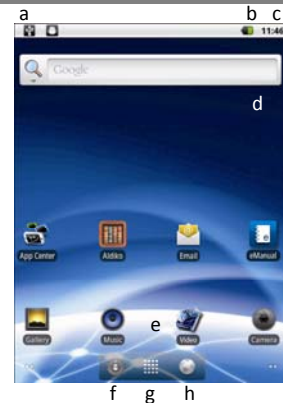 a b c
11:46
Google
d
App Center Aldiko Email eManual
e
Gallery Music Video Camera
f g h